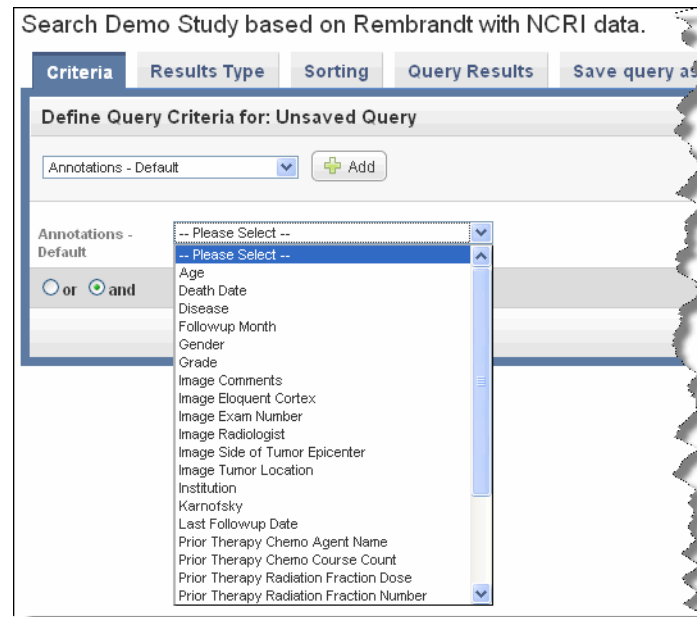 Search Demo Study based on Rembrandt with NCRI data.
Criteria Results Type Sorting Query Results Save query as
Define Query Criteria for: Unsaved Query
Annotations - Default Add
Annotations - Default
-- Please Select --
-- Please Select --
Age
Death Date
Disease
Followup Month
Gender
Grade
Image Comments
Image Eloquent Cortex
Image Exam Number
Image Radiologist
Image Side of Tumor Epicenter
Image Tumor Location
Institution
Karnofsky
Last Followup Date
Prior Therapy Chemo Agent Name
Prior Therapy Chemo Course Count
Prior Therapy Radiation Fraction Dose
Prior Therapy Radiation Fraction Number
or and